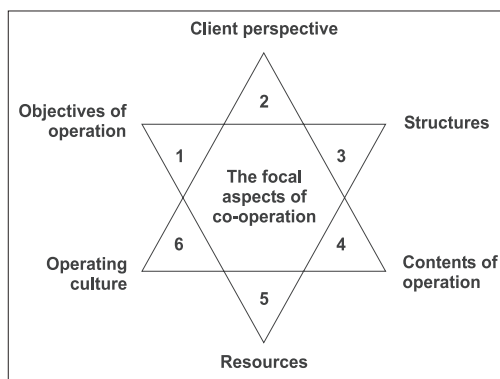 Client perspective
Objectives of
operation
Structures
2
1
3
The focal
aspects of
co-operation
6
4
Operating
culture
Contents of
operation
5
Resources